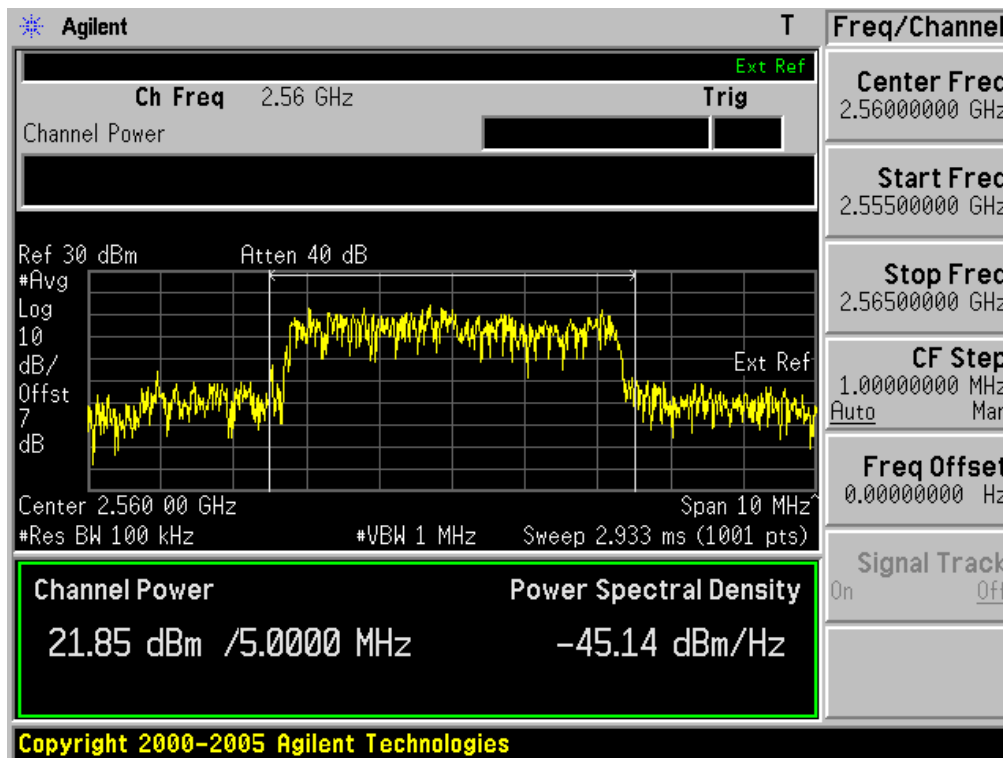 Agilent T Freq/Channel
Ext Ref
Ch Freq 2.56 GHz Trig
Channel Power
Center Freq
2.56000000 GHz
Start Freq
2.55500000 GHz
Stop Freq
2.56500000 GHz
CF Step
1.00000000 MHz
Auto Man
Freq Offset
0.00000000 Hz
Signal Track
On Off
Ref 30 dBm Atten 40 dB
#Avg
Log
10
dB/
Offst
7
dB
Ext Ref
Center 2.560 00 GHz Span 10 MHz^
#Res BW 100 kHz #VBW 1 MHz Sweep 2.933 ms (1001 pts)
Channel Power Power Spectral Density
21.85 dBm /5.0000 MHz -45.14 dBm/Hz
Copyright 2000-2005 Agilent Technologies